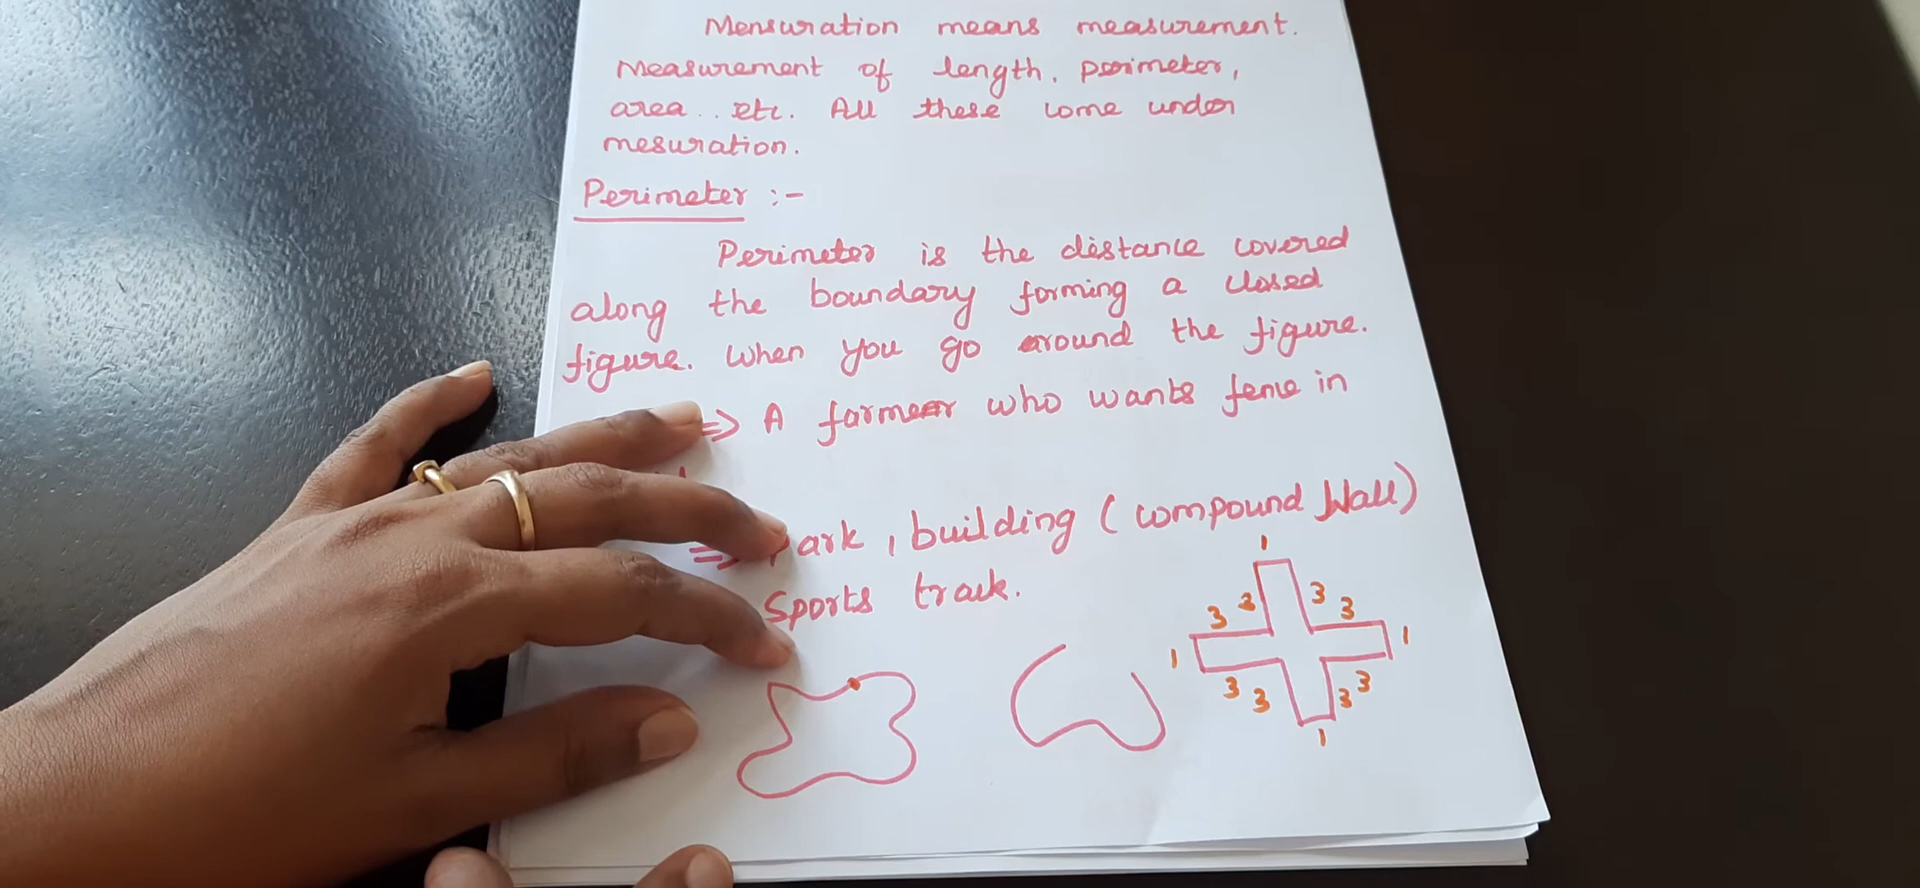 Mensuration means measurement.
Measurement of length, perimeter,
area.. etc. All these come under
mesuration.
Perimeter :-
Perimeter is the distance covered
along the boundary forming a closed
figure. When you go around the figure.
=> A farmer who wants fence in
=> Park, building (compound Wall)
Sports track.
1
3 3 3 3
1 1
3 3 3 3
1